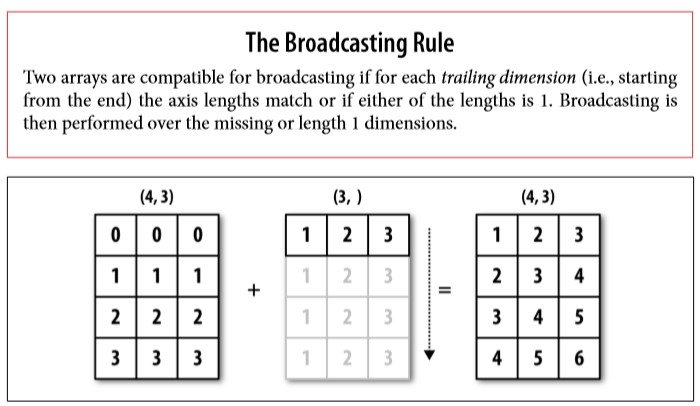 The Broadcasting Rule
Two arrays are compatible for broadcasting if for each trailing dimension (i.e., starting
from the end) the axis lengths match or if either of the lengths is 1. Broadcasting is
then performed over the missing or length 1 dimensions.
(4, 3) (3, ) (4, 3)
0 0 0 1 2 3 1 2 3
1 1 1 + 1 2 3 = 2 3 4
2 2 2 1 2 3 3 4 5
3 3 3 1 2 3 4 5 6